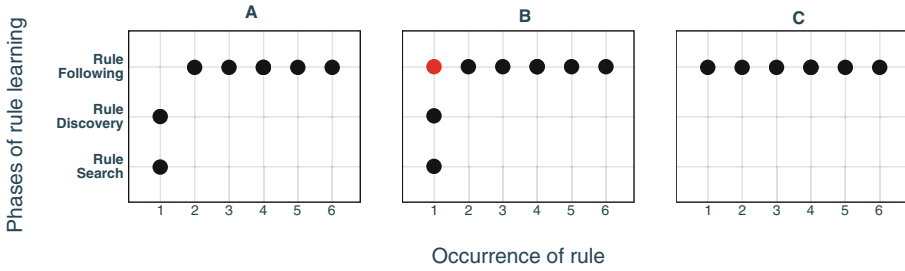 A
B
C
Phases of rule learning
Rule
Following
Rule
Discovery
Rule
Search
1 2 3 4 5 6
1 2 3 4 5 6
1 2 3 4 5 6
Occurrence of rule